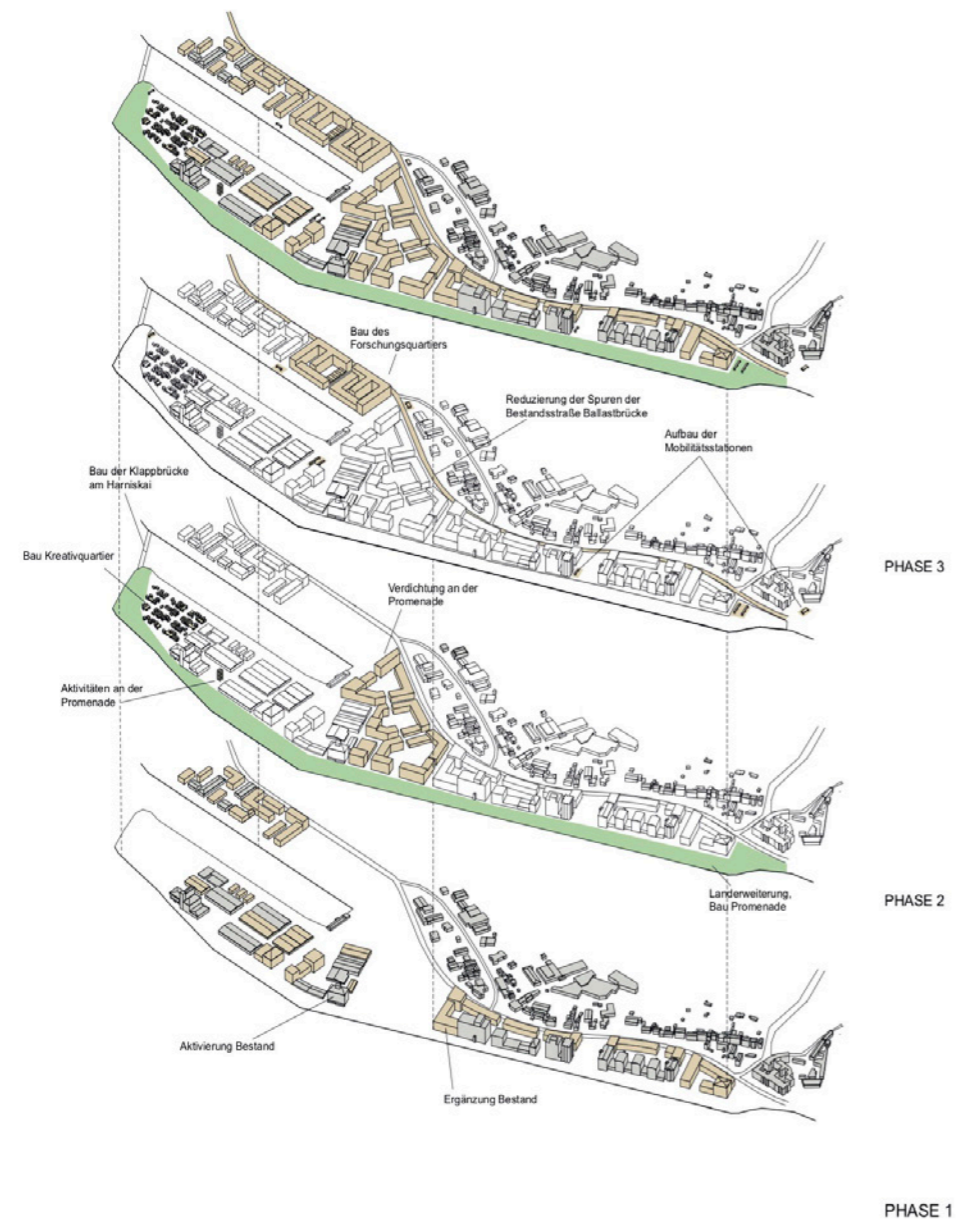 Bau des
Forschungsquartiers
Reduzierung der Spuren der
Bestandsstraße Ballastbrücke
Aufbau der
Mobilitätsstationen
Bau der Klappbrücke
am Harniskai
Bau Kreativquartier
PHASE 3
Verdichtung an der
Promenade
Aktivitäten an der
Promenade
Landerweiterung,
Bau Promenade
PHASE 2
Aktivierung Bestand
Ergänzung Bestand
PHASE 1